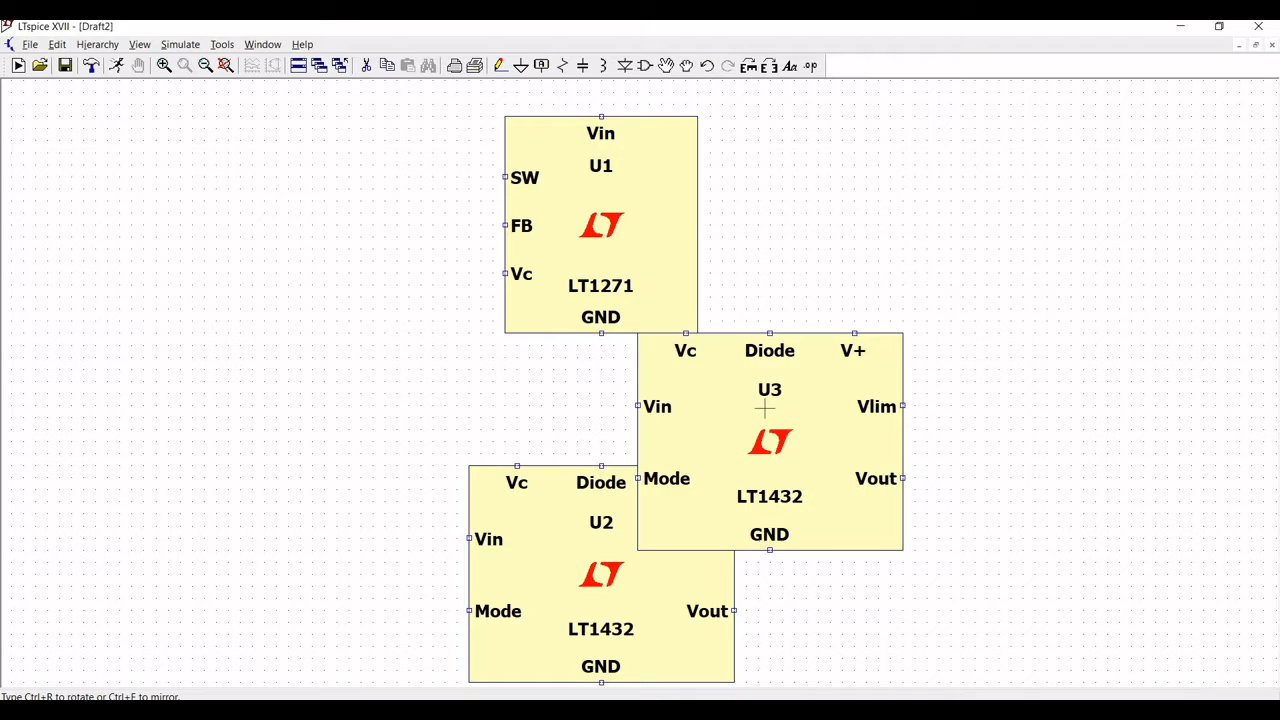 LTspice XVII - [Draft2]
File Edit Hierarchy View Simulate Tools Window Help
Aa .op
Vin
U1
SW
FB
Vc
LT1271
GND
Vc Diode V+
U3
Vin Vlim
Mode Vout
LT1432
GND
Vc Diode
U2
Vin
Mode Vout
LT1432
GND
Type Ctrl+R to rotate or Ctrl+E to mirror.